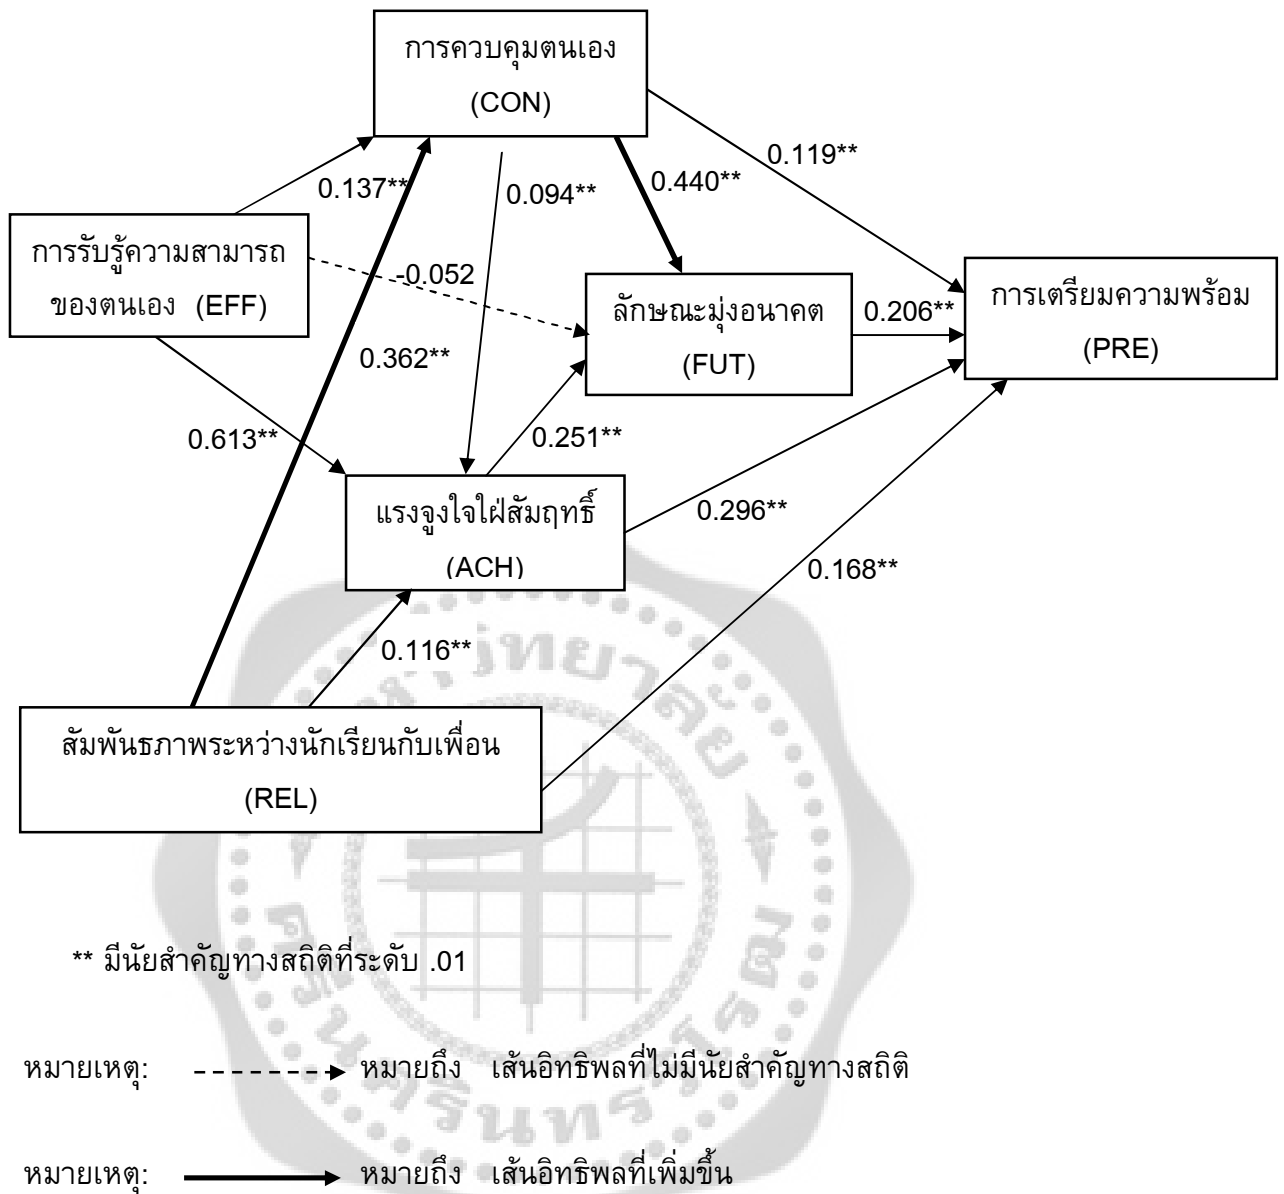 การควบคุมตนเอง
(CON)
0.119**
0.137**
0.094**
0.440**
การรับรู้ความสามารถ
ของตนเอง (EFF)
-0.052
ลักษณะมุ่งอนาคต
(FUT)
0.206**
การเตรียมความพร้อม
(PRE)
0.362**
0.613**
0.251**
แรงจูงใจใฝ่สัมฤทธิ์
(ACH)
0.296**
0.168**
0.116**
สัมพันธภาพระหว่างนักเรียนกับเพื่อน
(REL)
** มีนัยสำคัญทางสถิติที่ระดับ .01
หมายเหตุ: หมายถึง เส้นอิทธิพลที่ไม่มีนัยสำคัญทางสถิติ
หมายเหตุ: หมายถึง เส้นอิทธิพลที่เพิ่มขึ้น